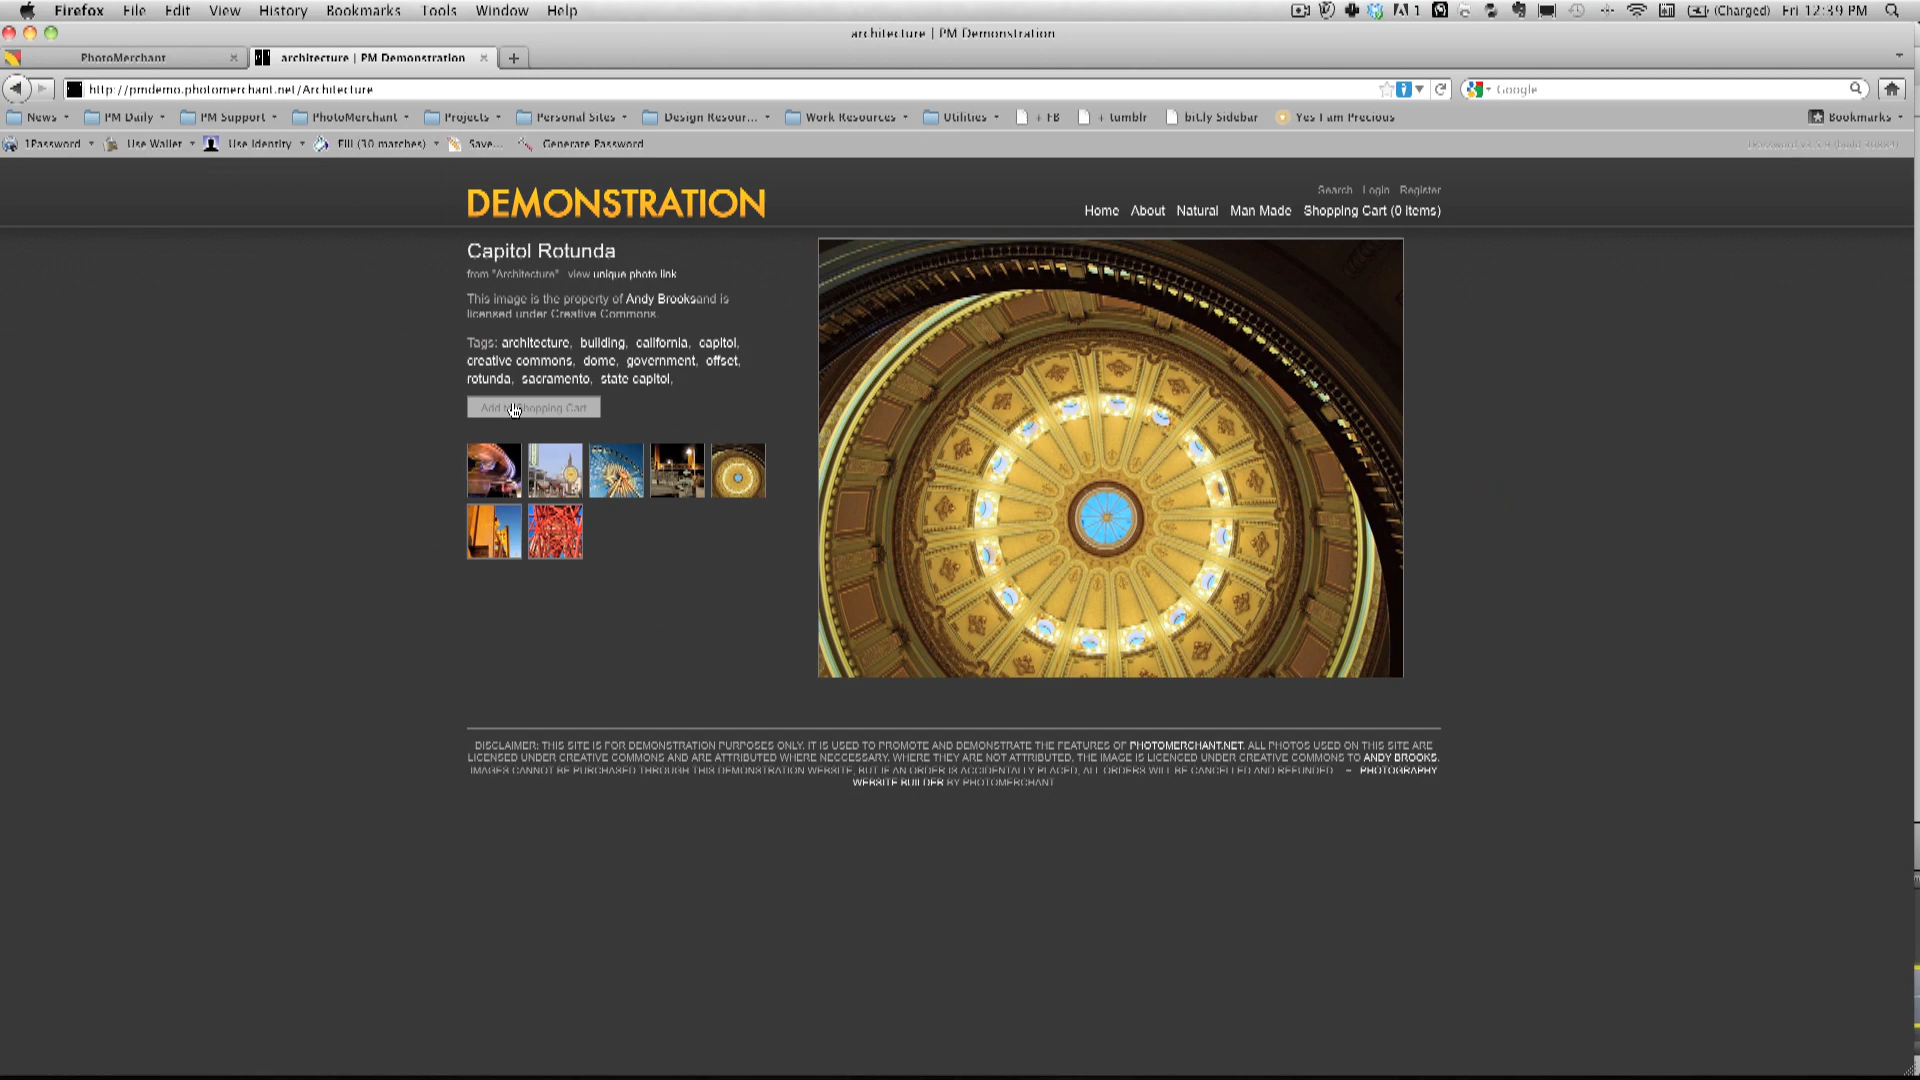 Firefox File Edit View History Bookmarks Tools Window Help 1 (Charged) Fri 12:39 PM
architecture | PM Demonstration
PhotoMerchant architecture | PM Demonstration
http://pmdemo.photomerchant.net/Architecture Google
News PM Daily PM Support PhotoMerchant Projects Personal Sites Design Resour... Work Resources Utilities + FB + tumblr bit.ly Sidebar Yes I am Precious Bookmarks
1Password Use Wallet Use Identity Fill (30 matches) Save... Generate Password
DEMONSTRATION
Search Login Register
Home About Natural Man Made Shopping Cart (0 items)
Capitol Rotunda
from "Architecture" view unique photo link
This image is the property of Andy Brooksand is
licensed under Creative Commons.
Tags: architecture, building, california, capitol,
creative commons, dome, government, offset,
rotunda, sacramento, state capitol,
Add to Shopping Cart
DISCLAIMER: THIS SITE IS FOR DEMONSTRATION PURPOSES ONLY. IT IS USED TO PROMOTE AND DEMONSTRATE THE FEATURES OF PHOTOMERCHANT.NET. ALL PHOTOS USED ON THIS SITE ARE
LICENSED UNDER CREATIVE COMMONS AND ARE ATTRIBUTED WHERE NECCESSARY. WHERE THEY ARE NOT ATTRIBUTED, THE IMAGE IS LICENCED UNDER CREATIVE COMMONS TO ANDY BROOKS.
IMAGES CANNOT BE PURCHASED THROUGH THIS DEMONSTRATION WEBSITE, BUT IF AN ORDER IS ACCIDENTALLY PLACED, ALL ORDERS WILL BE CANCELLED AND REFUNDED – PHOTOGRAPHY
WEBSITE BUILDER BY PHOTOMERCHANT